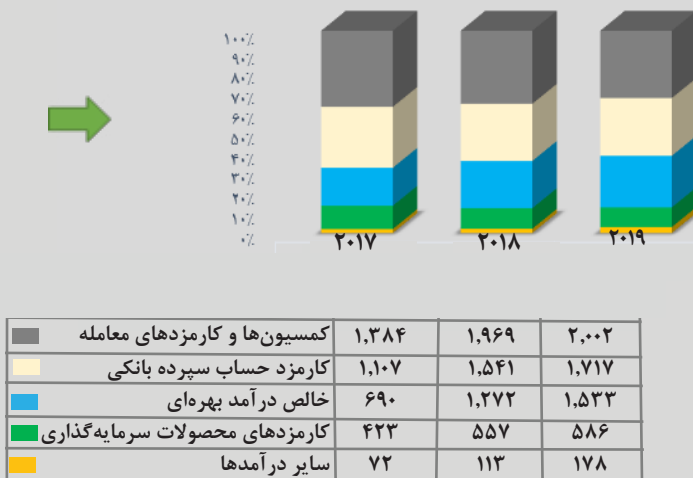 ۱۰۰٪
۹۰٪
۸۰٪
۷۰٪
۶۰٪
۵۰٪
۴۰٪
۳۰٪
۲۰٪
۱۰٪
۰٪
۲۰۱۷ ۲۰۱۸ ۲۰۱۹
کمسیون‌ها و کارمزدهای معامله ۱,۳۸۴ ۱,۹۶۹ ۲,۰۰۲
کارمزد حساب سپرده بانکی ۱,۱۰۷ ۱,۵۴۱ ۱,۷۱۷
خالص درآمد بهره‌ای ۶۹۰ ۱,۲۷۲ ۱,۵۳۳
کارمزدهای محصولات سرمایه‌گذاری ۴۲۳ ۵۵۷ ۵۸۶
سایر درآمدها ۷۲ ۱۱۳ ۱۷۸